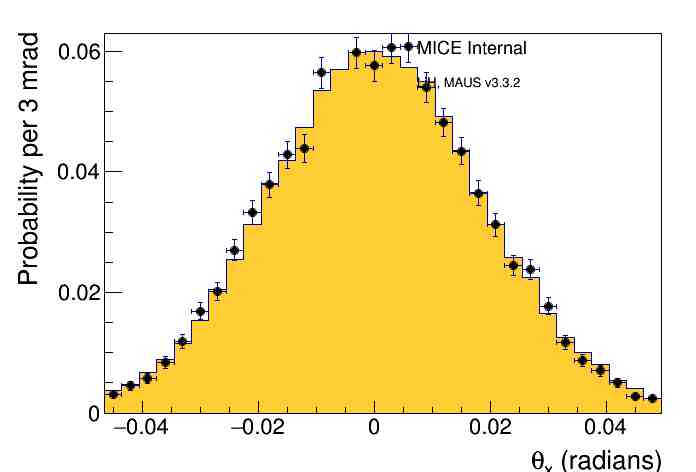 0.06
MICE Internal
, MAUS v3.3.2
0.04
0.02
0
Probability per 3 mrad
−0.04 −0.02 0 0.02 0.04
θx (radians)